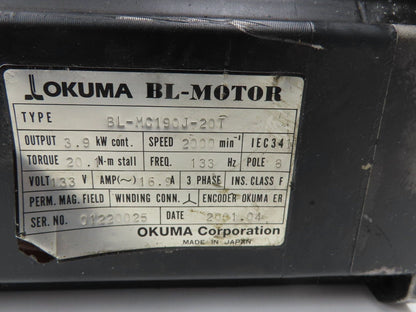 OKUMA BL-MOTOR
TYPE BL-MC190J-20T
OUTPUT 3.9 kW cont. SPEED 2000 min⁻¹ IEC34
TORQUE 20.1 N-m stall FREQ. 133 Hz POLE 8
VOLT 133 V AMP(~) 16.9 A 3 PHASE INS. CLASS F
PERM. MAG. FIELD WINDING CONN. ENCODER OKUMA ER
SER. NO. 01220025 DATE 2001.04
OKUMA Corporation
MADE IN JAPAN